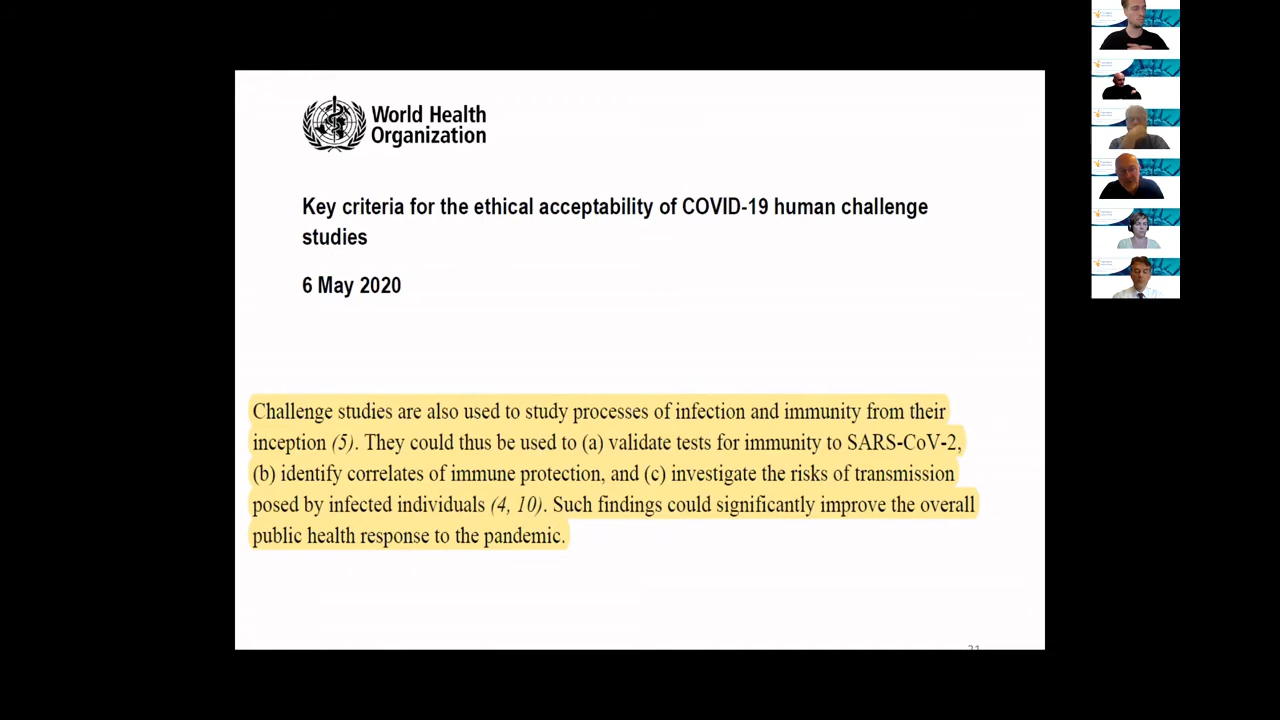 World Health
Organization
Key criteria for the ethical acceptability of COVID-19 human challenge
studies
6 May 2020
Challenge studies are also used to study processes of infection and immunity from their
inception (5). They could thus be used to (a) validate tests for immunity to SARS-CoV-2,
(b) identify correlates of immune protection, and (c) investigate the risks of transmission
posed by infected individuals (4, 10). Such findings could significantly improve the overall
public health response to the pandemic.